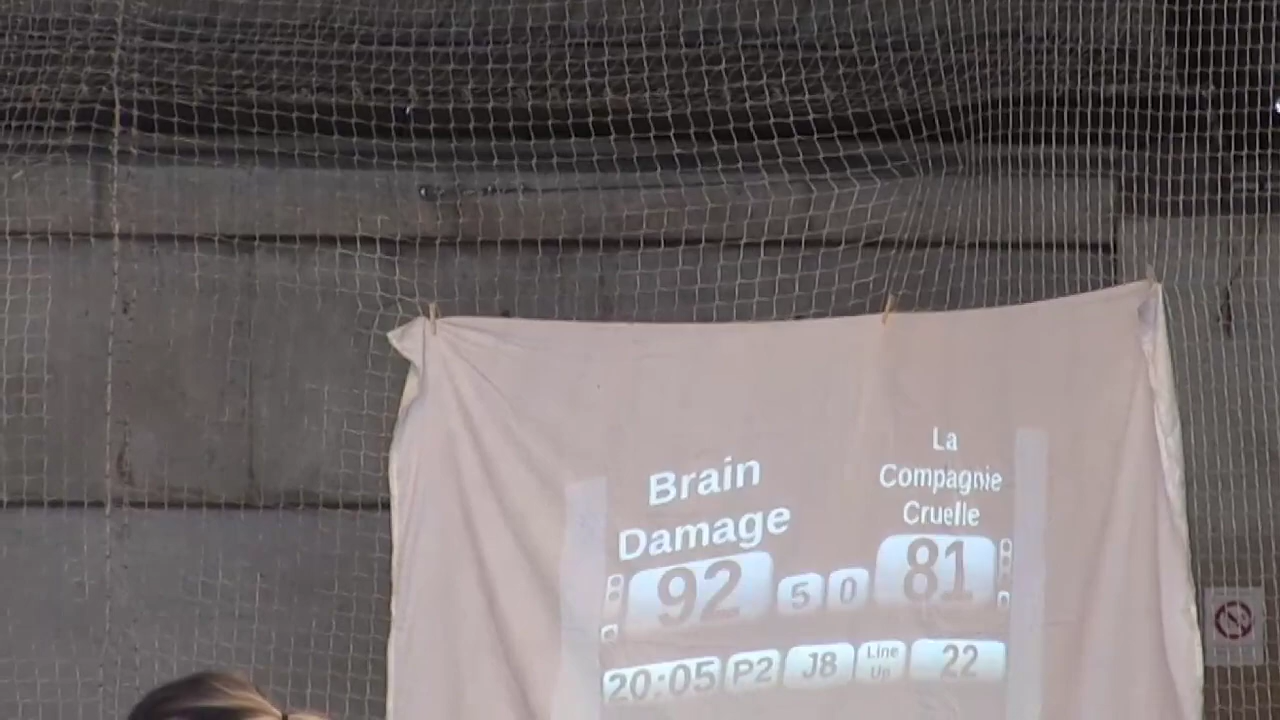 Brain
Damage
La
Compagnie
Cruelle
92 5 0 81
20:05 P2 J8 Line Up 22